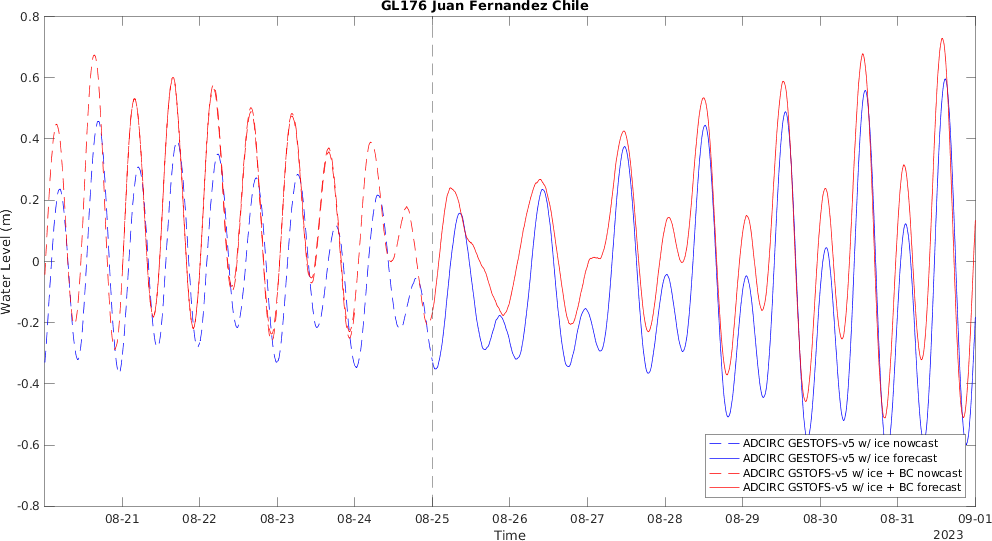 GL176 Juan Fernandez Chile
0.8
0.6
0.4
0.2
0
-0.2
-0.4
-0.6
-0.8
Water Level (m)
ADCIRC GESTOFS-v5 w/ ice nowcast
ADCIRC GESTOFS-v5 w/ ice forecast
ADCIRC GSTOFS-v5 w/ ice + BC nowcast
ADCIRC GSTOFS-v5 w/ ice + BC forecast
08-21 08-22 08-23 08-24 08-25 08-26 08-27 08-28 08-29 08-30 08-31 09-01
Time
2023